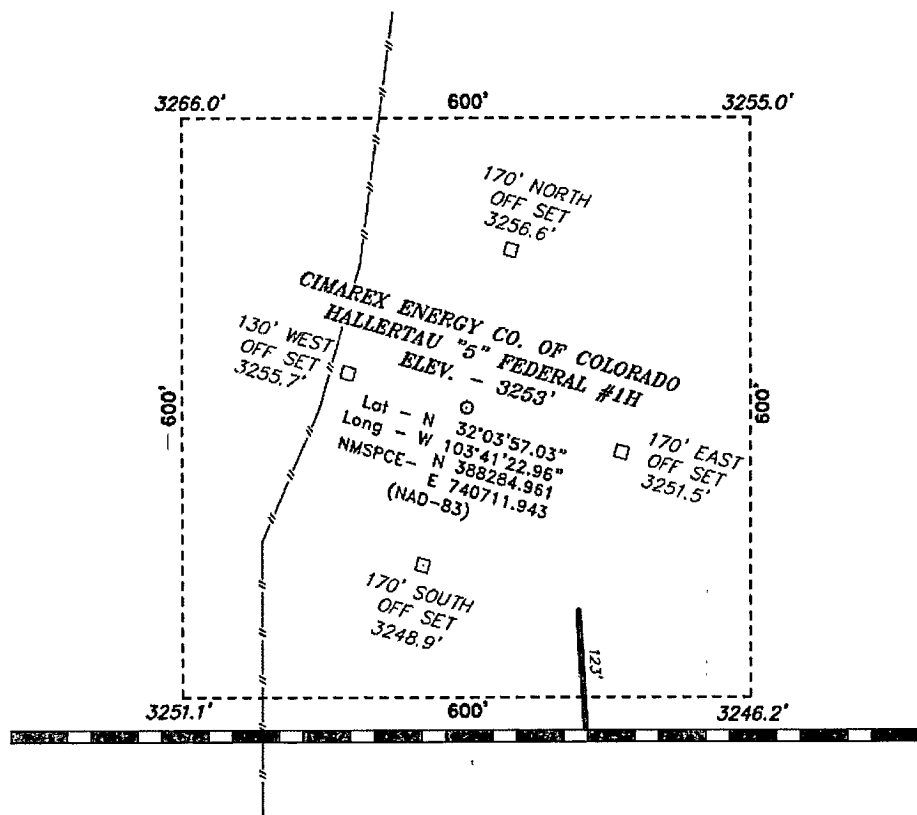 3266.0'
600'
3255.0'
170' NORTH
OFF SET
3256.6'
CIMAREX ENERGY CO. OF COLORADO
HALLERTAU "5" FEDERAL #1H
ELEV. - 3253'
130' WEST
OFF SET
3255.7'
600'
600'
Lat - N 32°03'57.03"
Long - W 103°41'22.96"
NMSPCE- N 388284.961
E 740711.943
(NAD-83)
170' EAST
OFF SET
3251.5'
170' SOUTH
OFF SET
3248.9'
123'
3251.1'
600'
3246.2'